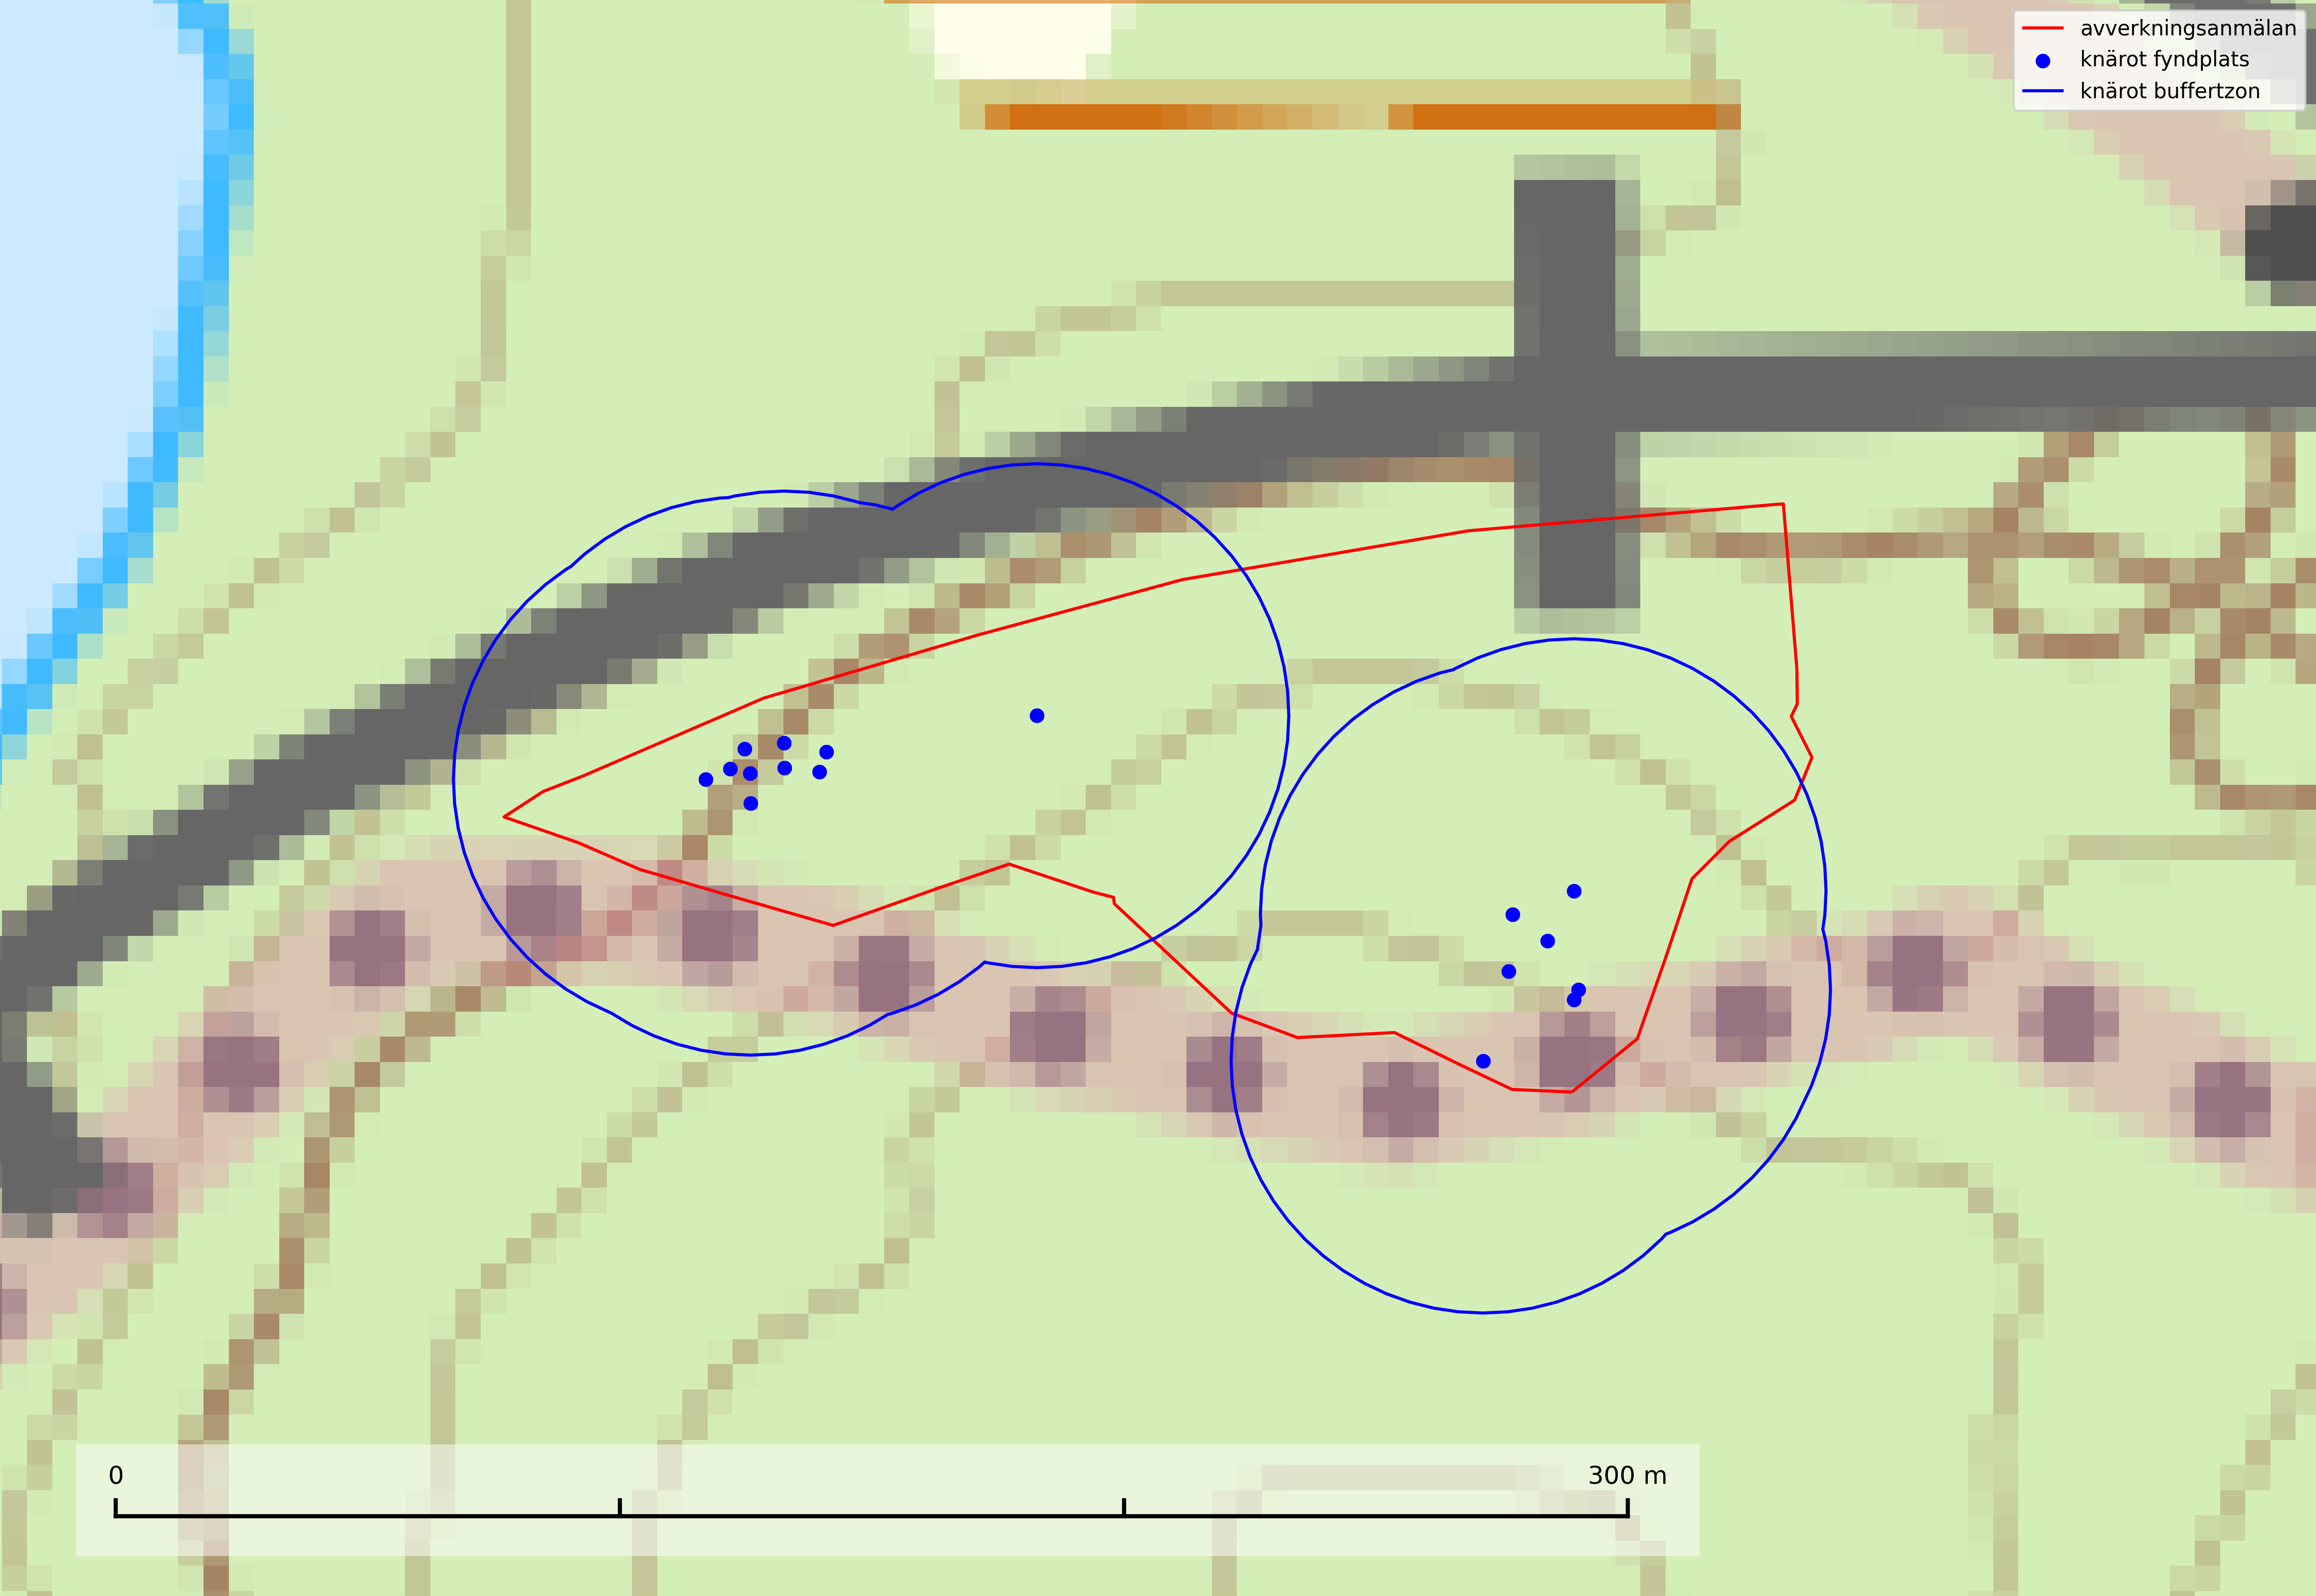 avverkningsanmälan
knärot fyndplats
knärot buffertzon
0 300 m